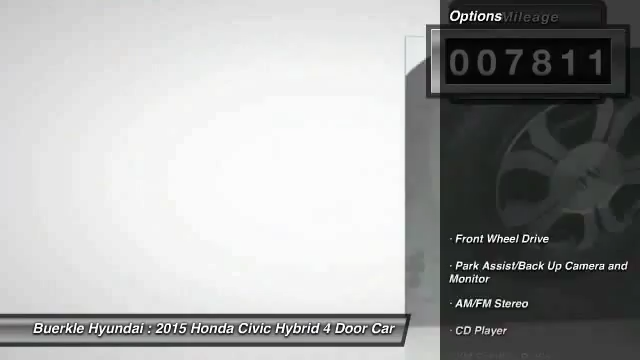 Options Mileage
007811
· Front Wheel Drive
· Park Assist/Back Up Camera and
Monitor
· AM/FM Stereo
· CD Player
Buerkle Hyundai : 2015 Honda Civic Hybrid 4 Door Car